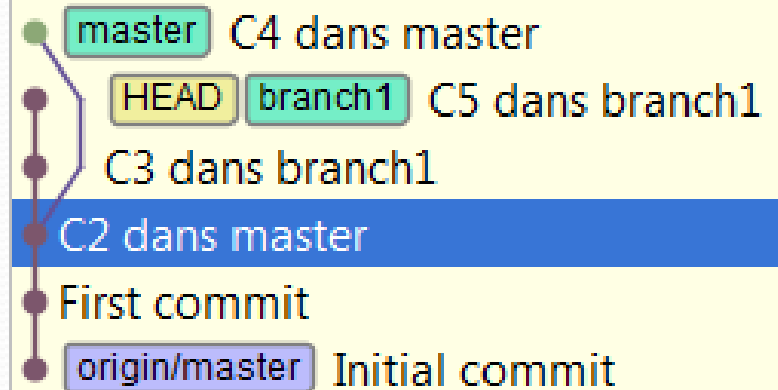 master C4 dans master
HEAD branch1 C5 dans branch1
C3 dans branch1
C2 dans master
First commit
origin/master Initial commit